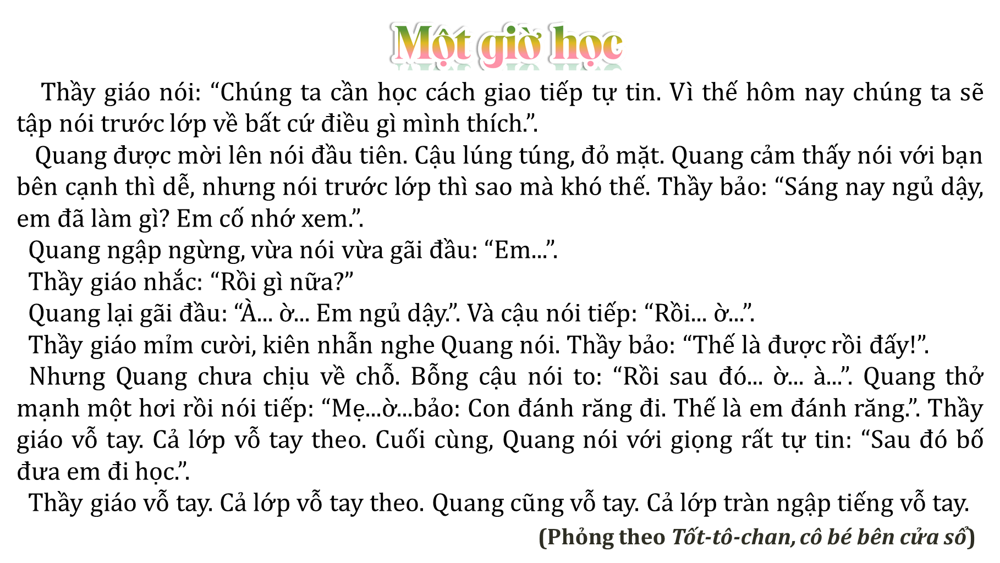 Một giờ học
Thầy giáo nói: “Chúng ta cần học cách giao tiếp tự tin. Vì thế hôm nay chúng ta sẽ
tập nói trước lớp về bất cứ điều gì mình thích.”.
Quang được mời lên nói đầu tiên. Cậu lúng túng, đỏ mặt. Quang cảm thấy nói với bạn
bên cạnh thì dễ, nhưng nói trước lớp thì sao mà khó thế. Thầy bảo: “Sáng nay ngủ dậy,
em đã làm gì? Em cố nhớ xem.”.
Quang ngập ngừng, vừa nói vừa gãi đầu: “Em...”.
Thầy giáo nhắc: “Rồi gì nữa?”
Quang lại gãi đầu: “À... ờ... Em ngủ dậy.”. Và cậu nói tiếp: “Rồi... ờ...”.
Thầy giáo mỉm cười, kiên nhẫn nghe Quang nói. Thầy bảo: “Thế là được rồi đấy!”.
Nhưng Quang chưa chịu về chỗ. Bỗng cậu nói to: “Rồi sau đó... ờ... à...”. Quang thở
mạnh một hơi rồi nói tiếp: “Mẹ...ờ...bảo: Con đánh răng đi. Thế là em đánh răng.”. Thầy
giáo vỗ tay. Cả lớp vỗ tay theo. Cuối cùng, Quang nói với giọng rất tự tin: “Sau đó bố
đưa em đi học.”.
Thầy giáo vỗ tay. Cả lớp vỗ tay theo. Quang cũng vỗ tay. Cả lớp tràn ngập tiếng vỗ tay.
(Phỏng theo Tốt-tô-chan, cô bé bên cửa sổ)